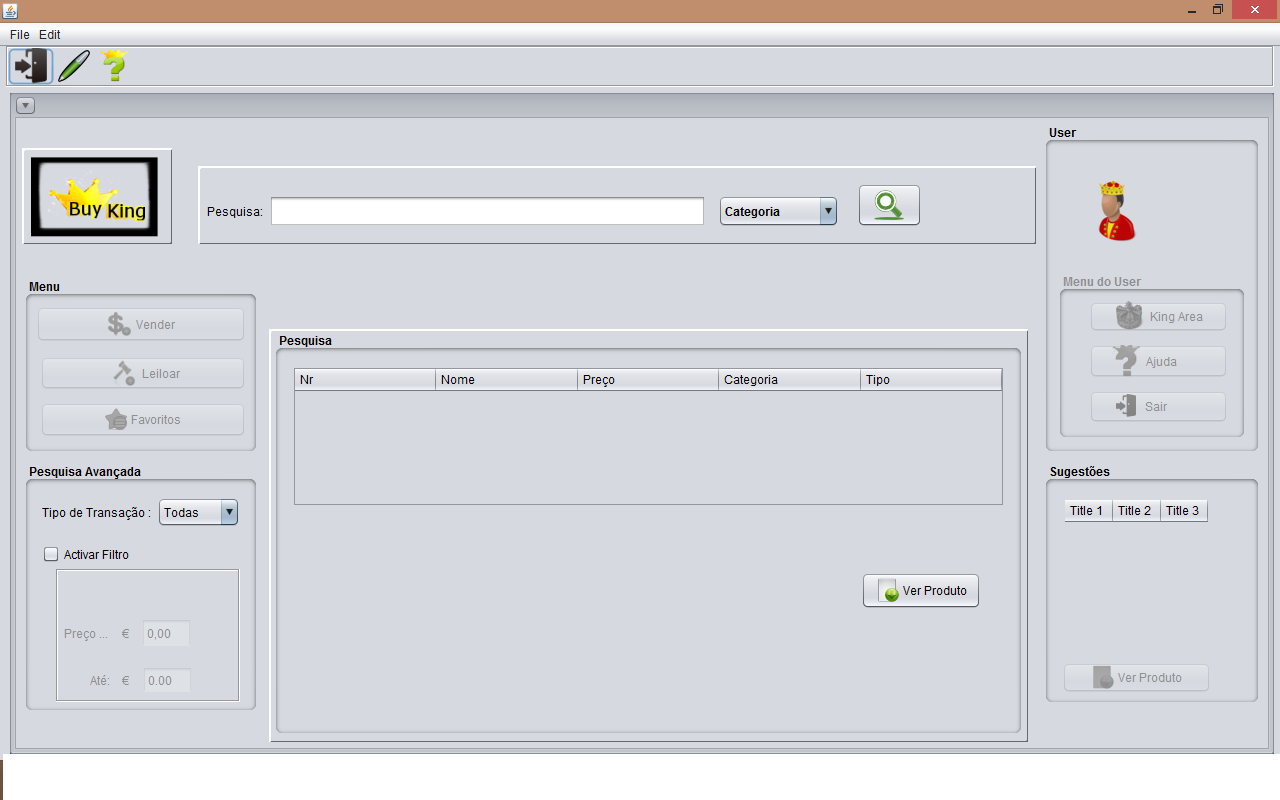 File Edit
Buy King
Pesquisa:
Categoria
User
Menu do User
King Area
Ajuda
Sair
Menu
Vender
Leiloar
Favoritos
Pesquisa
Nr Nome Preço Categoria Tipo
Ver Produto
Pesquisa Avançada
Tipo de Transação : Todas
Activar Filtro
Preço ... € 0,00
Até: € 0.00
Sugestões
Title 1 Title 2 Title 3
Ver Produto